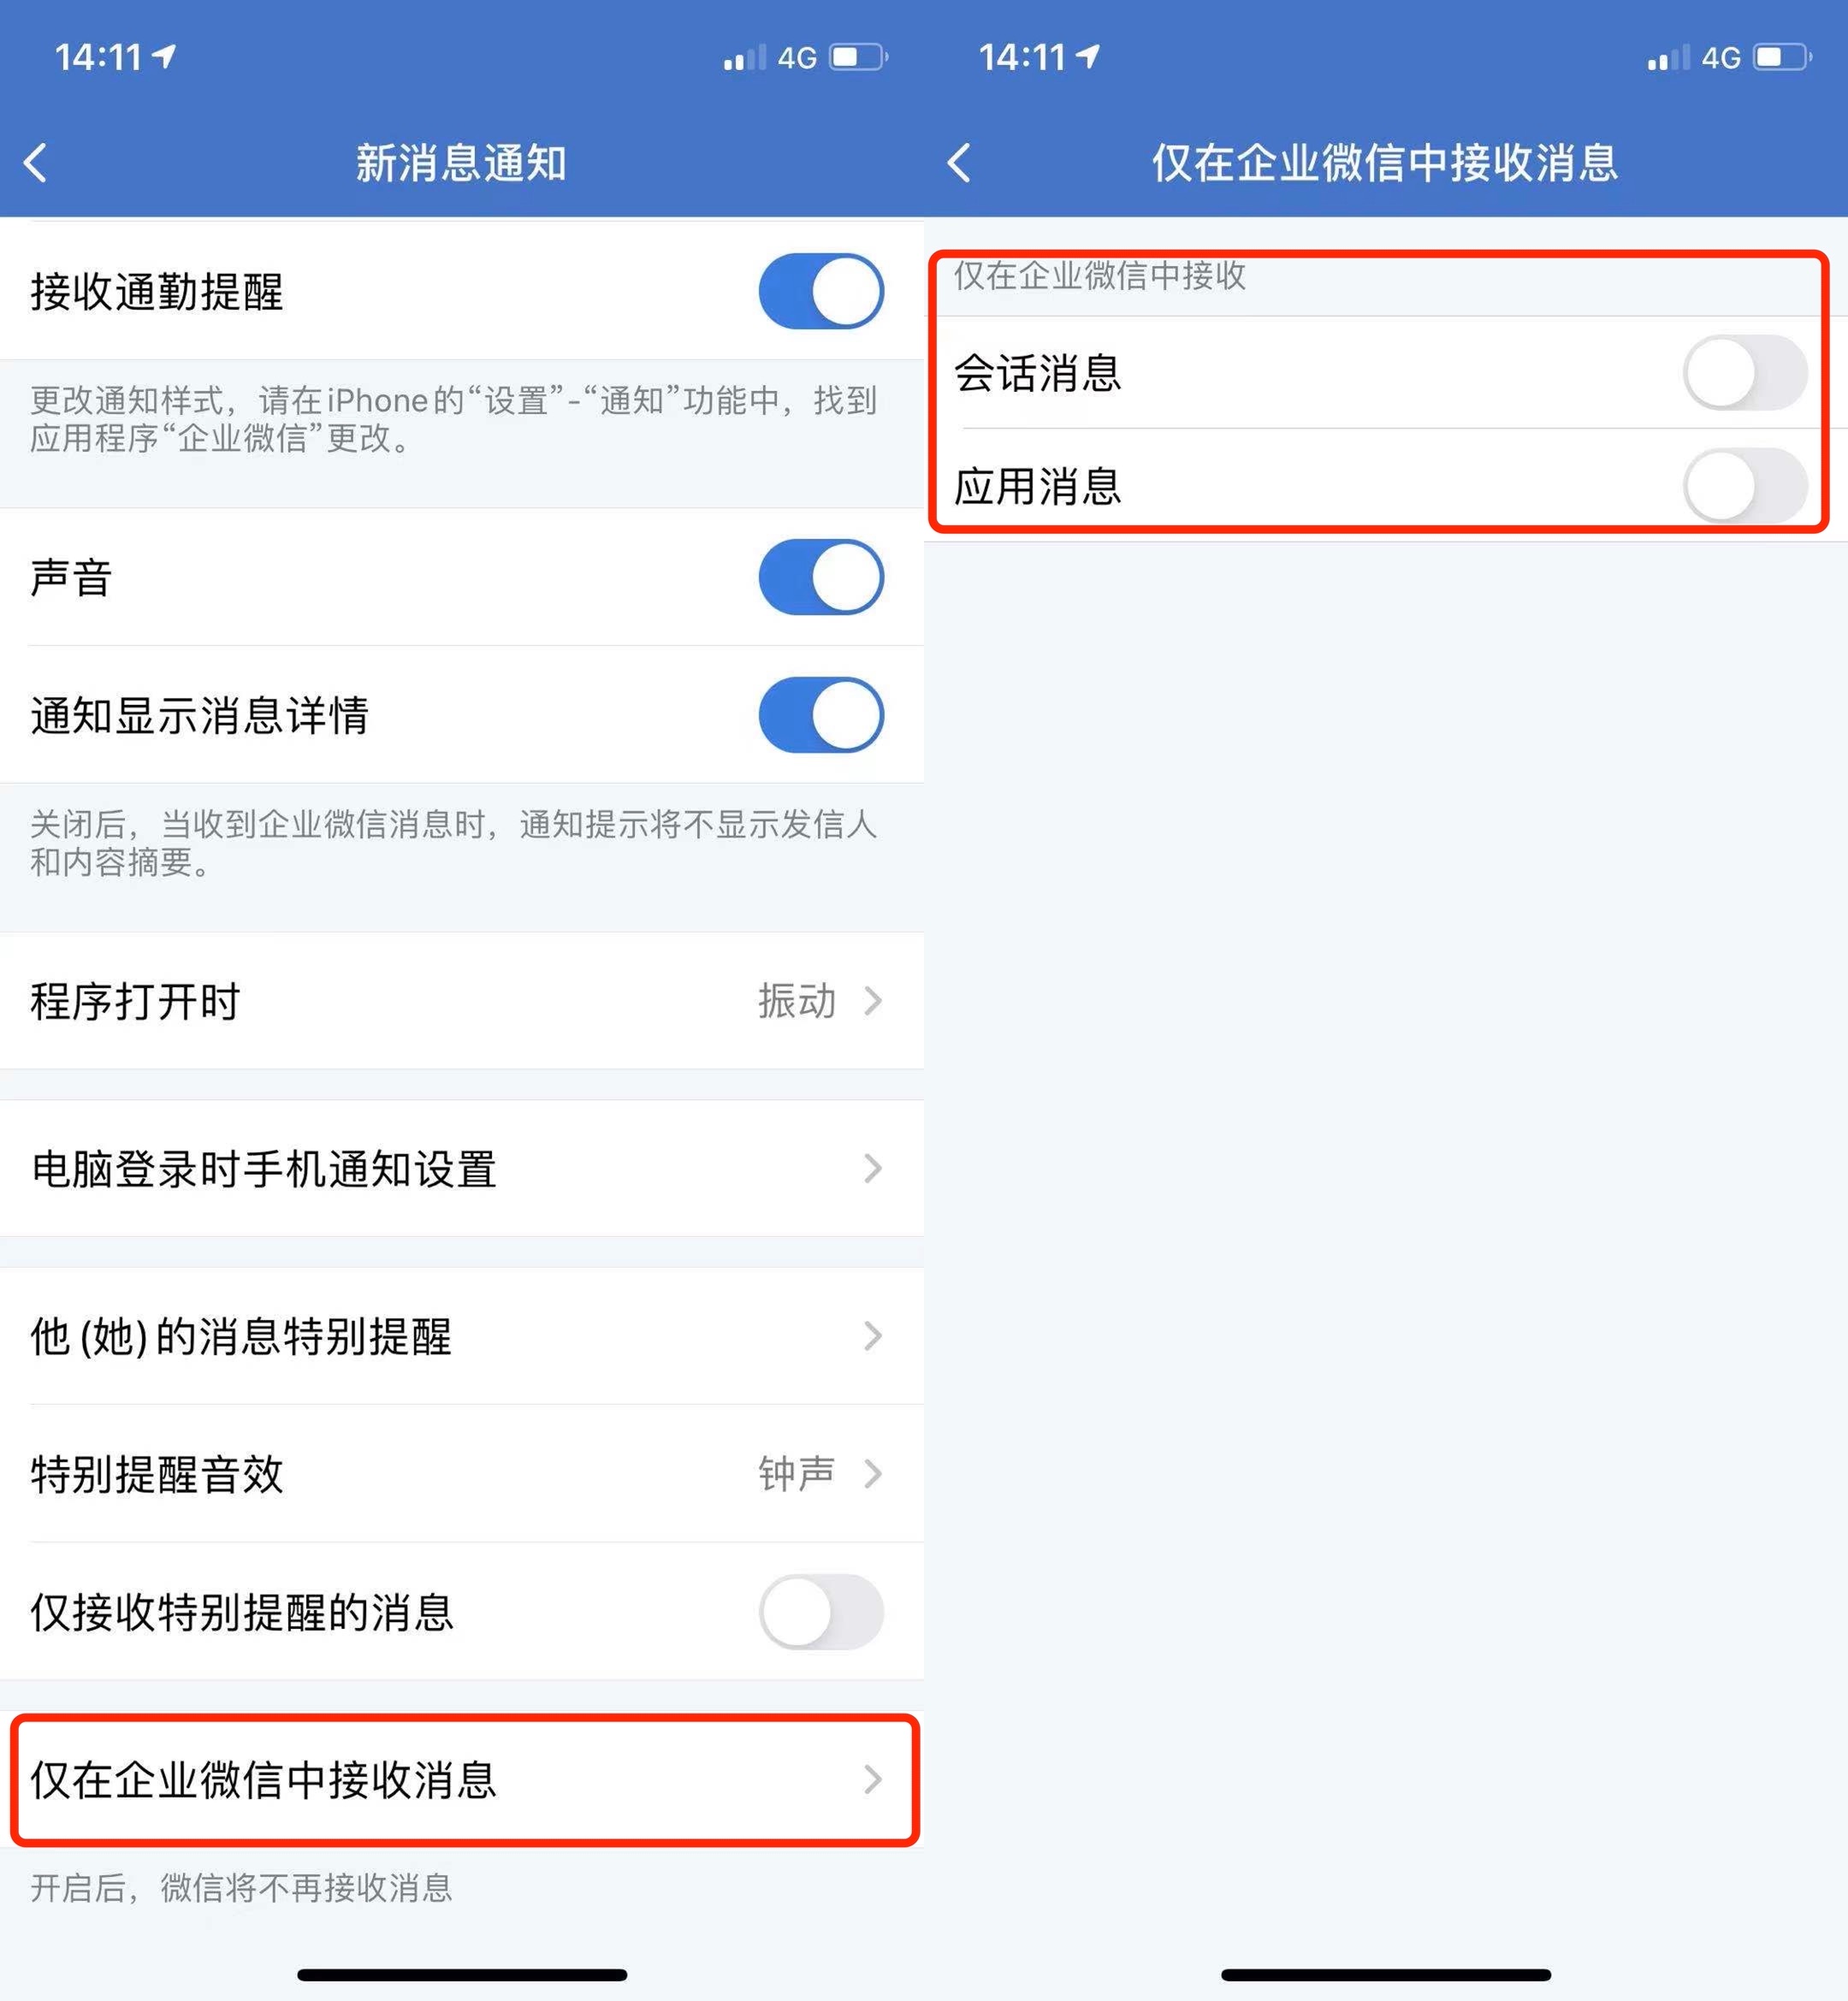 14:11
4G
新消息通知
接收通勤提醒
更改通知样式，请在iPhone的“设置”-“通知”功能中，找到
应用程序“企业微信”更改。
声音
通知显示消息详情
关闭后，当收到企业微信消息时，通知提示将不显示发信人
和内容摘要。
程序打开时
振动
电脑登录时手机通知设置
他(她)的消息特别提醒
特别提醒音效
钟声
仅接收特别提醒的消息
仅在企业微信中接收消息
开启后，微信将不再接收消息
14:11
4G
仅在企业微信中接收消息
仅在企业微信中接收
会话消息
应用消息